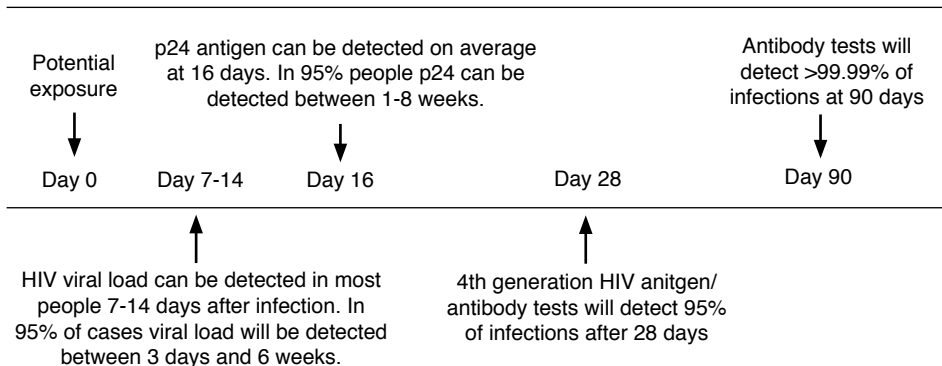 Potential
exposure
p24 antigen can be detected on average
at 16 days. In 95% people p24 can be
detected between 1-8 weeks.
Antibody tests will
detect >99.99% of
infections at 90 days
Day 0
Day 7-14
Day 16
Day 28
Day 90
HIV viral load can be detected in most
people 7-14 days after infection. In
95% of cases viral load will be detected
between 3 days and 6 weeks.
4th generation HIV anitgen/
antibody tests will detect 95%
of infections after 28 days